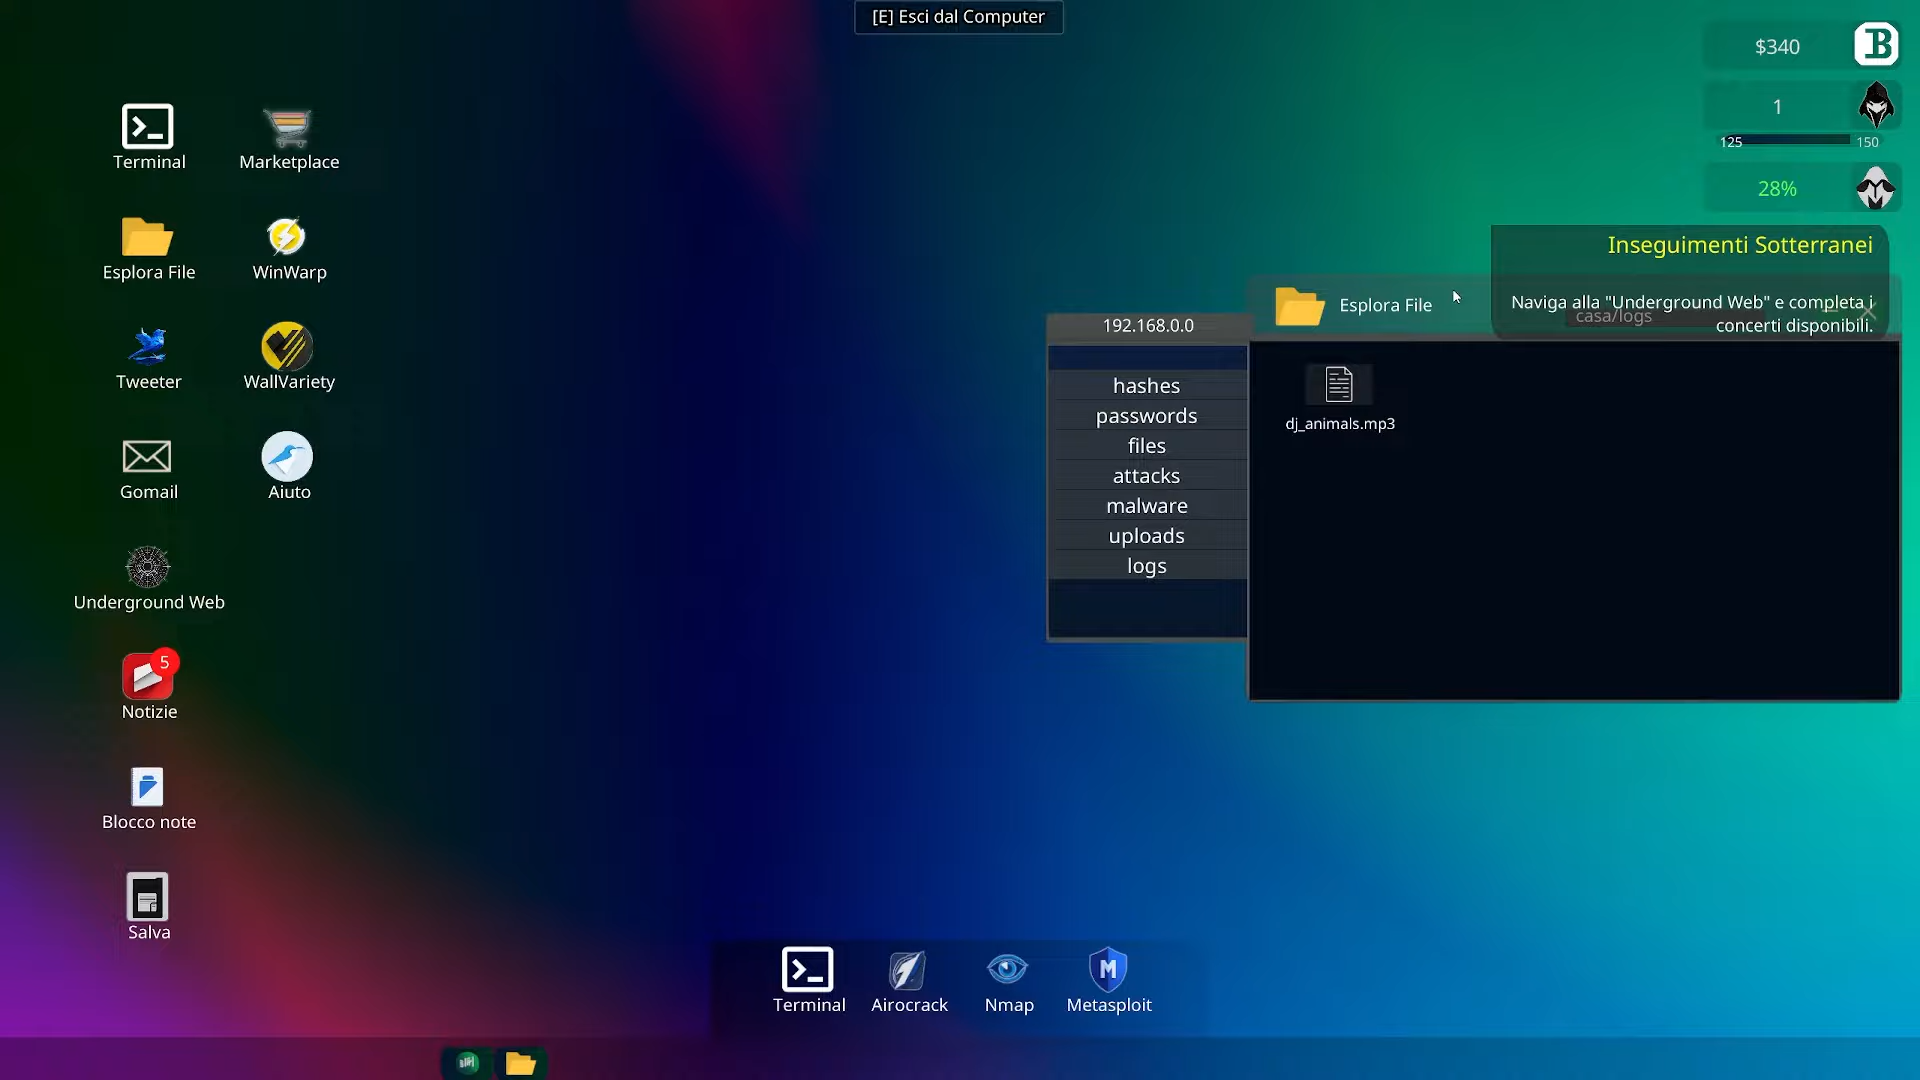 [E] Esci dal Computer
$340
B
1
125 150
28%
Inseguimenti Sotterranei
Naviga alla "Underground Web" e completa i
concerti disponibili.
Terminal
Marketplace
Esplora File
WinWarp
Tweeter
WallVariety
Gomail
Aiuto
Underground Web
5
Notizie
Blocco note
Salva
192.168.0.0
hashes
passwords
files
attacks
malware
uploads
logs
Esplora File
casa/logs
dj_animals.mp3
Terminal
Airocrack
Nmap
M
Metasploit